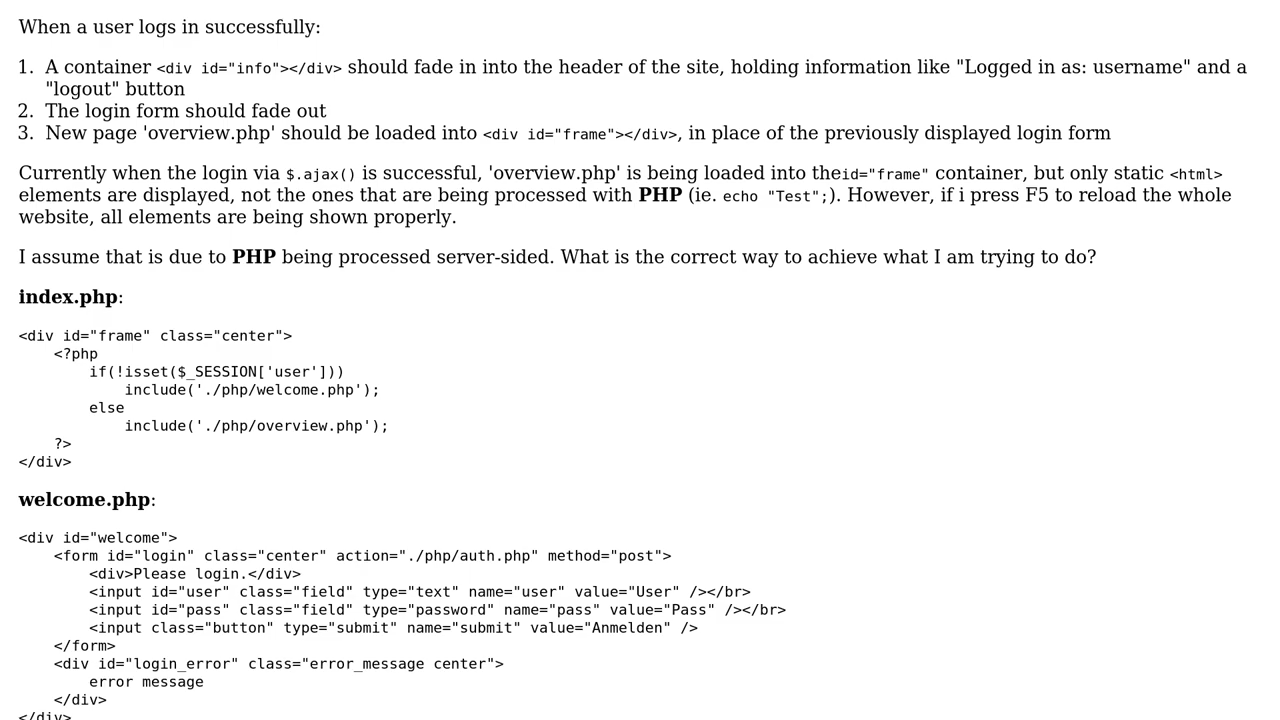 When a user logs in successfully:
1. A container <div id="info"></div> should fade in into the header of the site, holding information like "Logged in as: username" and a
"logout" button
2. The login form should fade out
3. New page 'overview.php' should be loaded into <div id="frame"></div>, in place of the previously displayed login form
Currently when the login via $.ajax() is successful, 'overview.php' is being loaded into theid="frame" container, but only static <html>
elements are displayed, not the ones that are being processed with PHP (ie. echo "Test";). However, if i press F5 to reload the whole
website, all elements are being shown properly.
I assume that is due to PHP being processed server-sided. What is the correct way to achieve what I am trying to do?
index.php:
<div id="frame" class="center">
    <?php
        if(!isset($_SESSION['user']))
            include('./php/welcome.php');
        else
            include('./php/overview.php');
    ?>
</div>
welcome.php:
<div id="welcome">
    <form id="login" class="center" action="./php/auth.php" method="post">
        <div>Please login.</div>
        <input id="user" class="field" type="text" name="user" value="User" /></br>
        <input id="pass" class="field" type="password" name="pass" value="Pass" /></br>
        <input class="button" type="submit" name="submit" value="Anmelden" />
    </form>
    <div id="login_error" class="error_message center">
        error message
    </div>
</div>